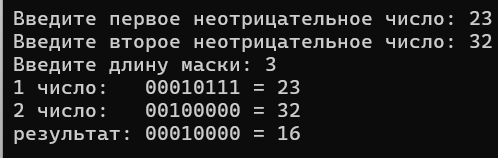 Введите первое неотрицательное число: 23
Введите второе неотрицательное число: 32
Введите длину маски: 3
1 число:   00010111 = 23
2 число:   00100000 = 32
результат: 00010000 = 16